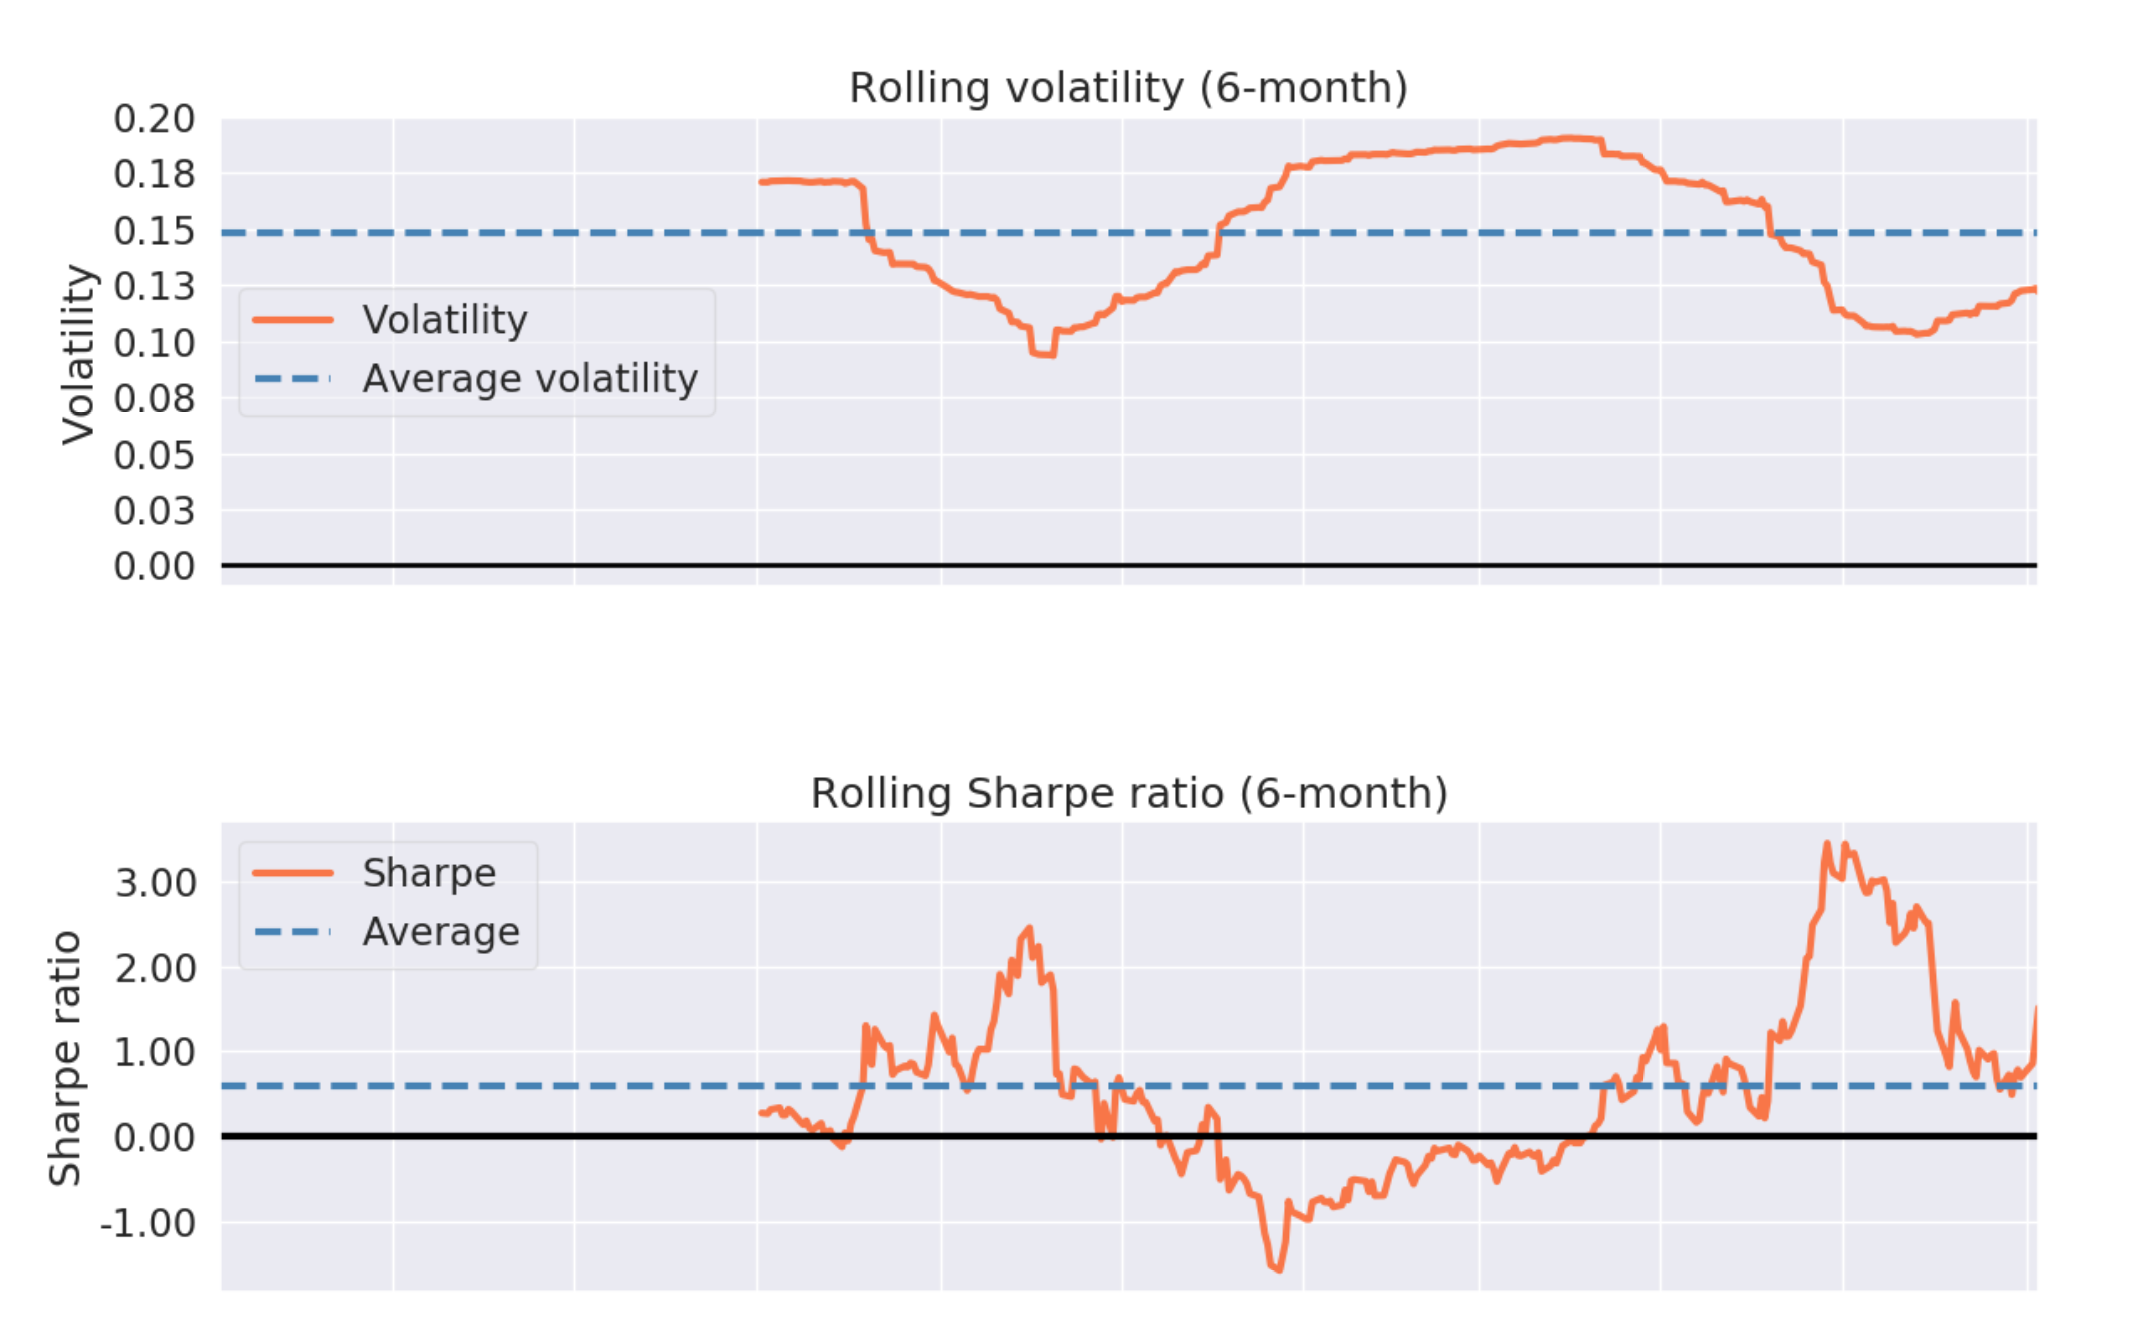 Rolling volatility (6-month)
0.20
0.18
0.15
0.13
0.10
0.08
0.05
0.03
0.00
Volatility
Volatility
Average volatility
Rolling Sharpe ratio (6-month)
3.00
2.00
1.00
0.00
-1.00
Sharpe ratio
Sharpe
Average